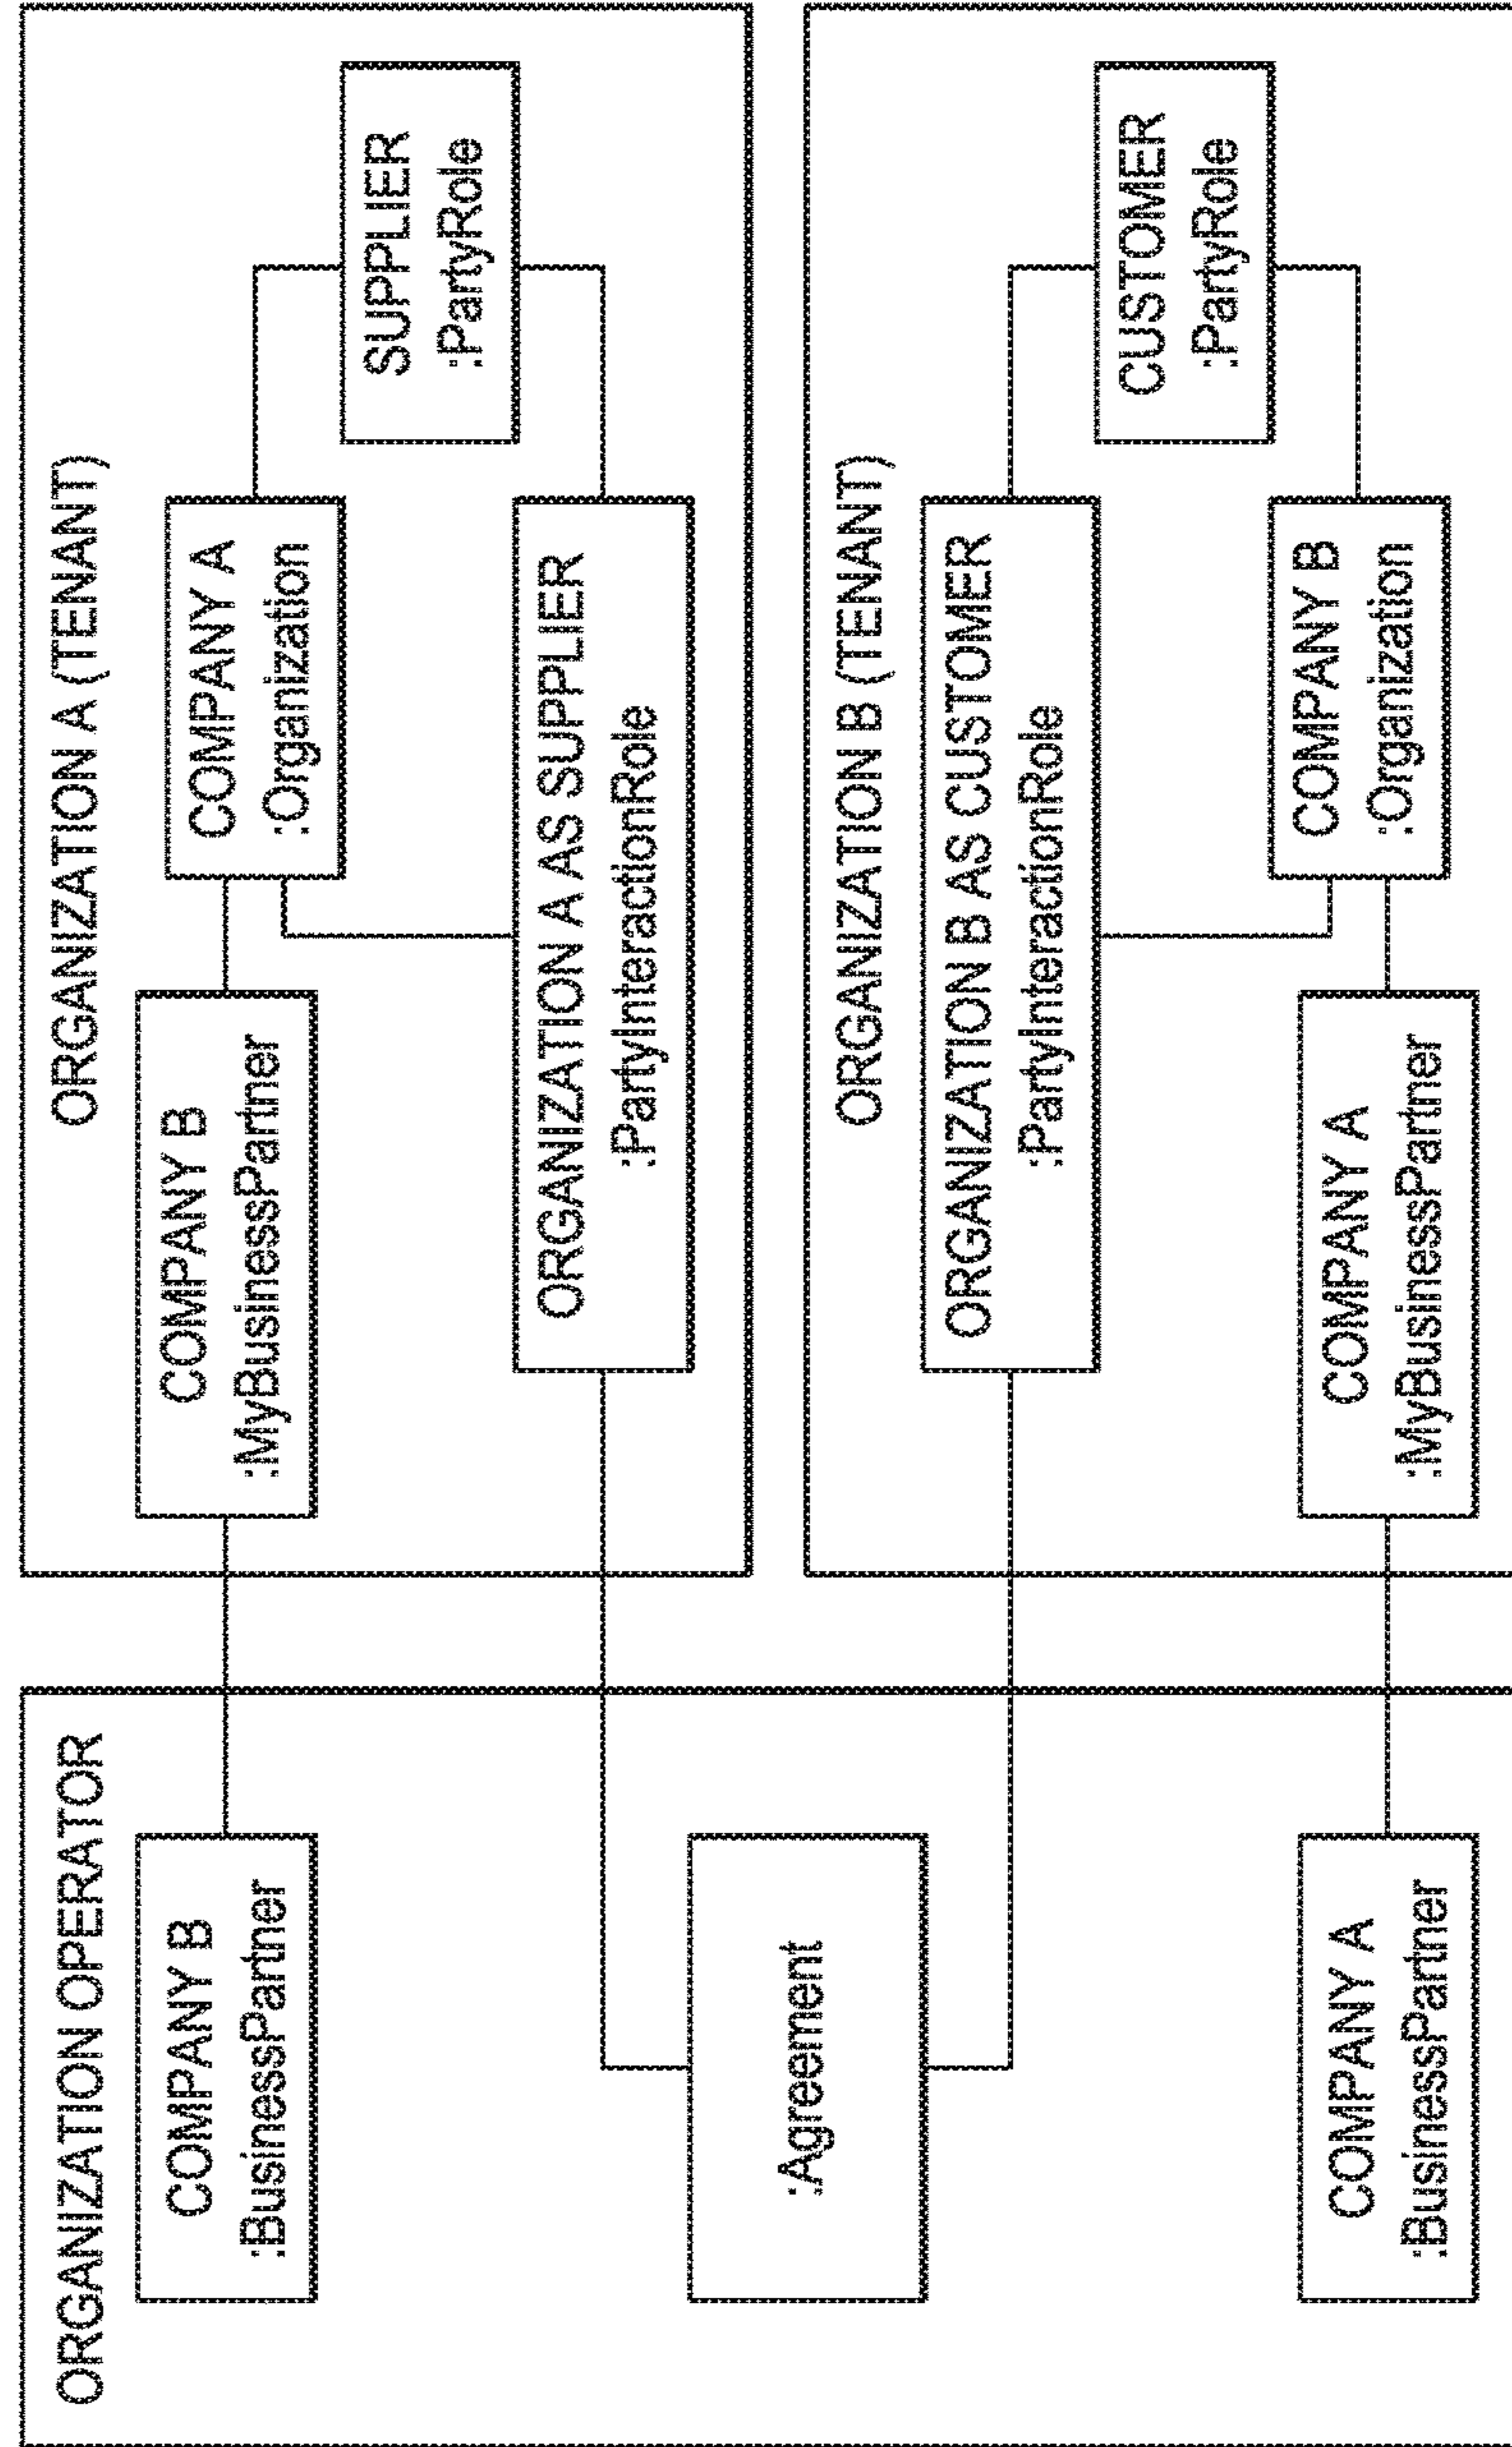 ORGANIZATION OPERATOR
COMPANY B
:BusinessPartner
:Agreement
COMPANY A
:BusinessPartner
ORGANIZATION A (TENANT)
COMPANY B
:MyBusinessPartner
COMPANY A
:Organization
ORGANIZATION A AS SUPPLIER
:PartyInteractionRole
SUPPLIER
:PartyRole
ORGANIZATION B (TENANT)
ORGANIZATION B AS CUSTOMER
:PartyInteractionRole
CUSTOMER
:PartyRole
COMPANY A
:MyBusinessPartner
COMPANY B
:Organization